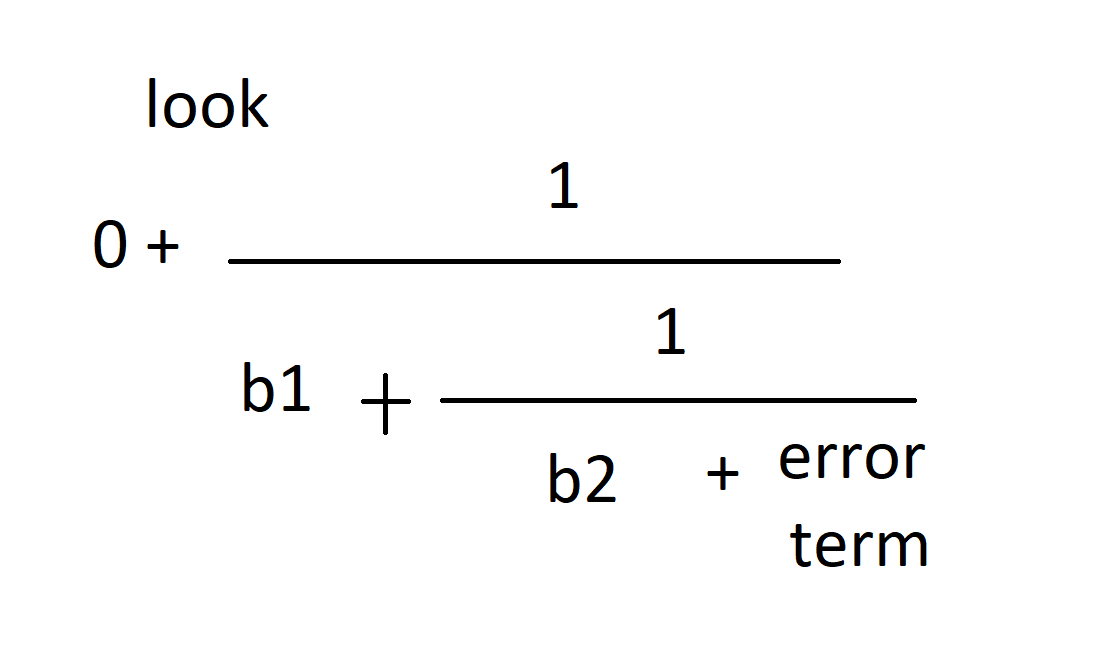 look
1
0 +
1
b1 +
b2 + error
term